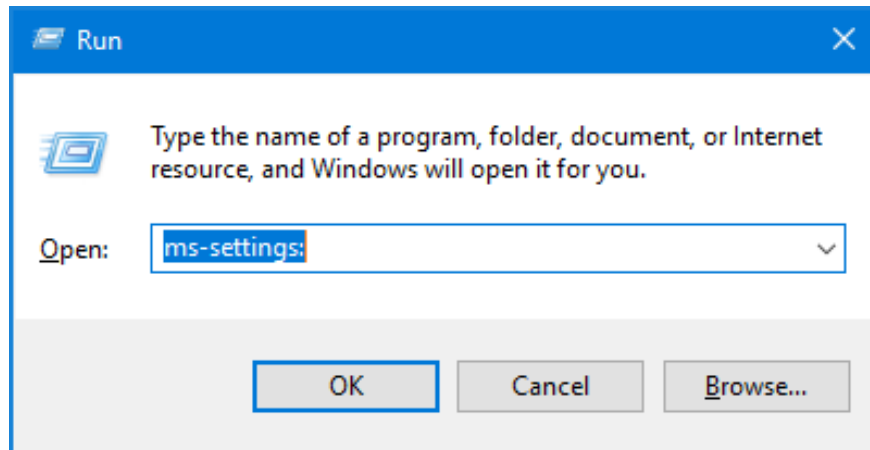 Run
Type the name of a program, folder, document, or Internet
resource, and Windows will open it for you.
Open: ms-settings:
OK Cancel Browse...